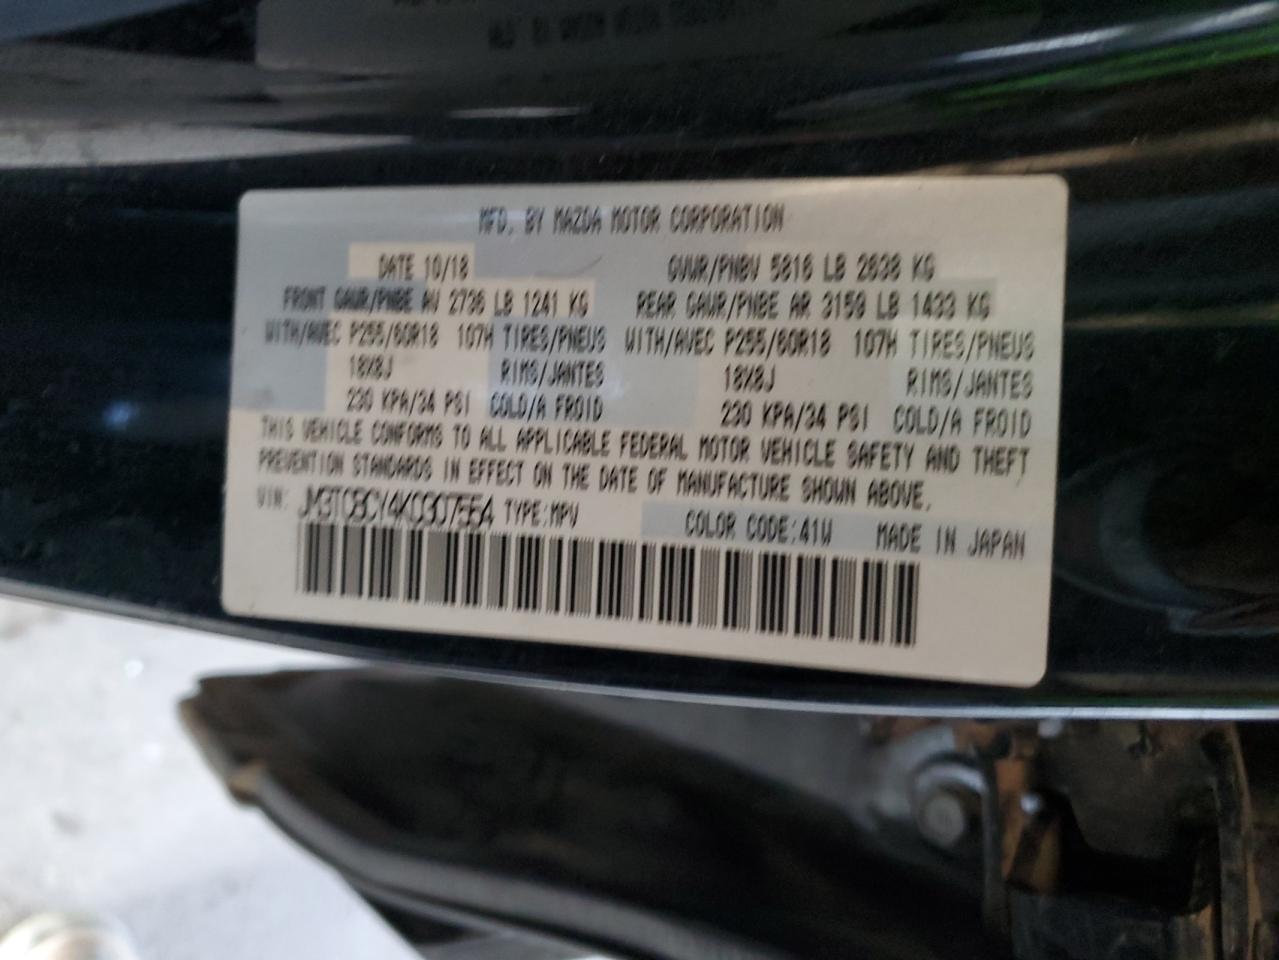 MFD. BY MAZDA MOTOR CORPORATION
DATE 10/18 GVWR/PNBV 5816 LB 2638 KG
FRONT GAWR/PNBE AV 2736 LB 1241 KG REAR GAWR/PNBE AR 3159 LB 1433 KG
WITH/AVEC P255/60R18 107H TIRES/PNEUS WITH/AVEC P255/60R18 107H TIRES/PNEUS
18X8J RIMS/JANTES 18X8J RIMS/JANTES
230 KPA/34 PSI COLD/A FROID 230 KPA/34 PSI COLD/A FROID
THIS VEHICLE CONFORMS TO ALL APPLICABLE FEDERAL MOTOR VEHICLE SAFETY AND THEFT
PREVENTION STANDARDS IN EFFECT ON THE DATE OF MANUFACTURE SHOWN ABOVE.
VIN: JM3TCBCY4K0307554 TYPE:MPV COLOR CODE:41W MADE IN JAPAN